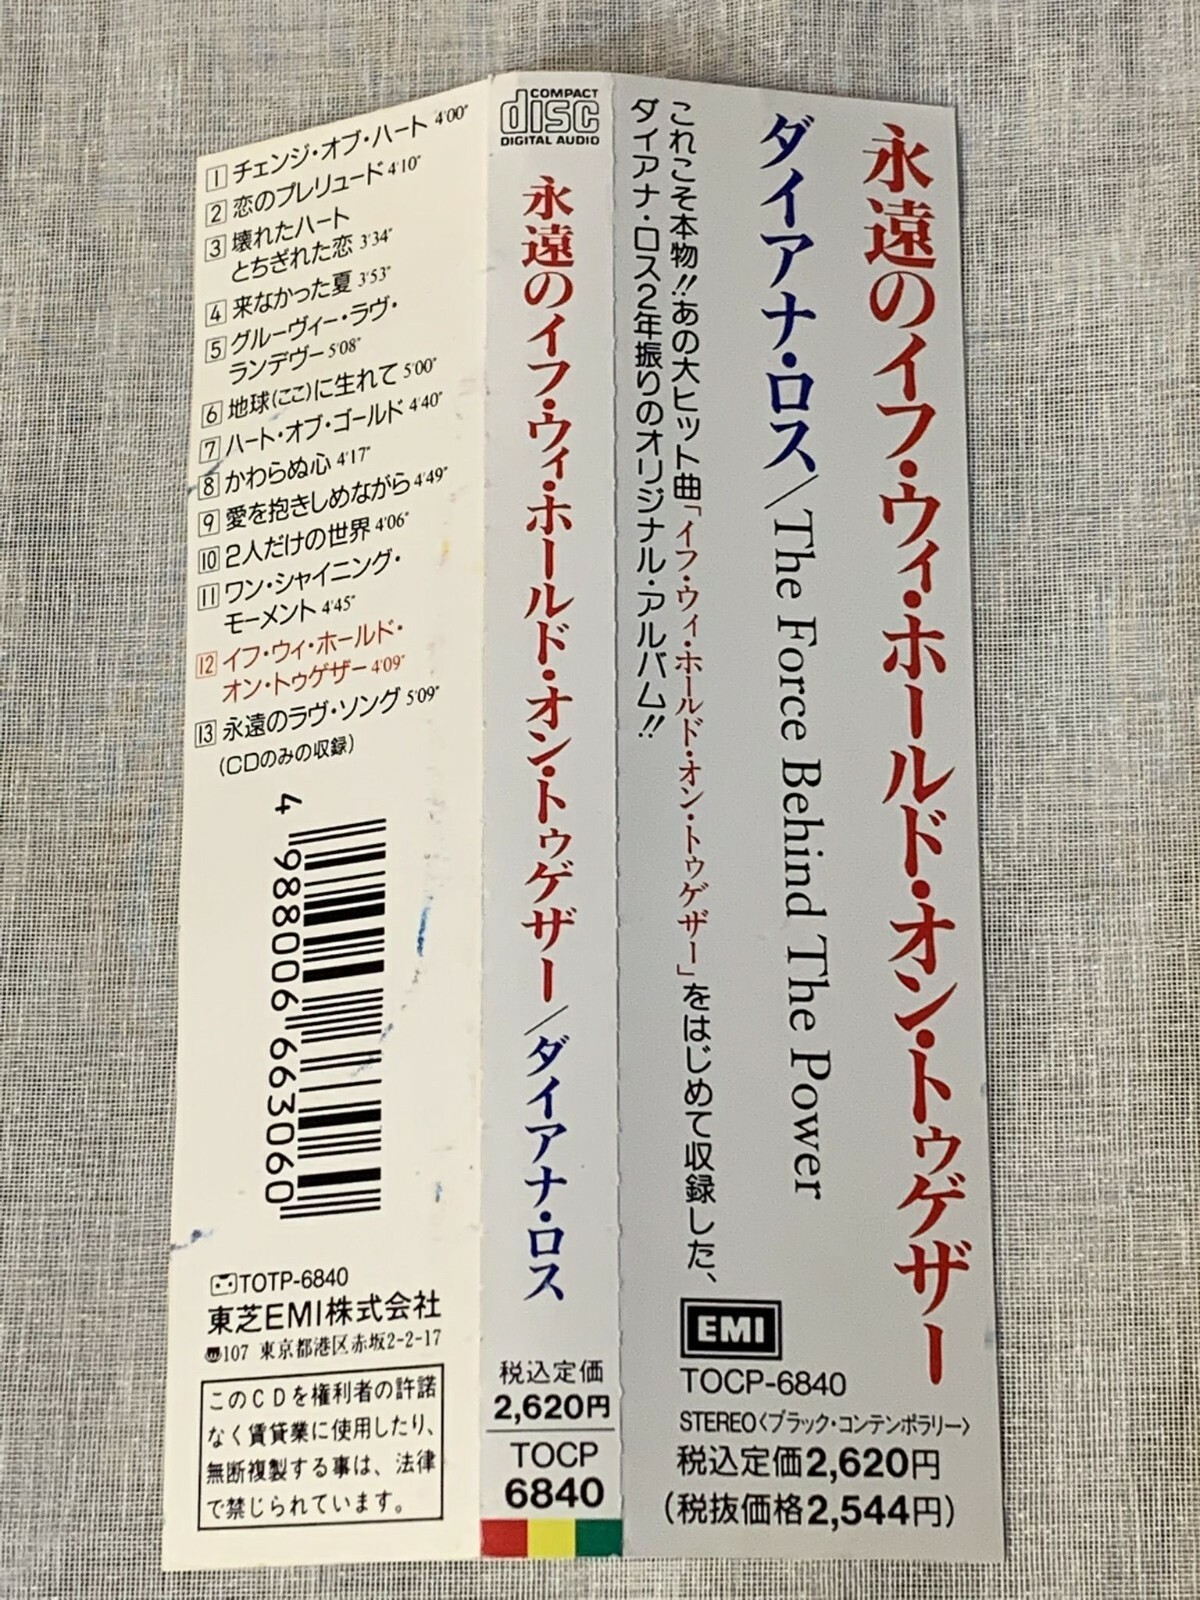 永遠のイフ・ウィ・ホールド・オン・トゥゲザー
ダイアナ・ロス/The Force Behind The Power
これこそ本物!!あの大ヒット曲「イフ・ウィ・ホールド・オン・トゥゲザー」をはじめて収録した、
ダイアナ・ロス2年振りのオリジナル・アルバム!!
EMI
TOCP-6840
STEREO〈ブラック・コンテンポラリー〉
税込定価2,620円
(税抜価格2,544円)
COMPACT
disc
DIGITAL AUDIO
永遠のイフ・ウィ・ホールド・オン・トゥゲザー/ダイアナ・ロス
税込定価
2,620円
TOCP
6840
1 チェンジ・オブ・ハート 4'00"
2 恋のプレリュード 4'10"
3 壊れたハート
とちぎれた恋 3'34"
4 来なかった夏 3'53"
5 グルーヴィー・ラヴ・
ランデヴー 5'08"
6 地球(ここ)に生れて 5'00"
7 ハート・オブ・ゴールド 4'40"
8 かわらぬ心 4'17"
9 愛を抱きしめながら 4'49"
10 2人だけの世界 4'06"
11 ワン・シャイニング・
モーメント 4'45"
12 イフ・ウィ・ホールド・
オン・トゥゲザー 4'09"
13 永遠のラヴ・ソング 5'09"
(CDのみの収録)
4 988006 663060
TOTP-6840
東芝EMI株式会社
107 東京都港区赤坂2-2-17
このCDを権利者の許諾
なく賃貸業に使用したり、
無断複製する事は、法律
で禁じられています。